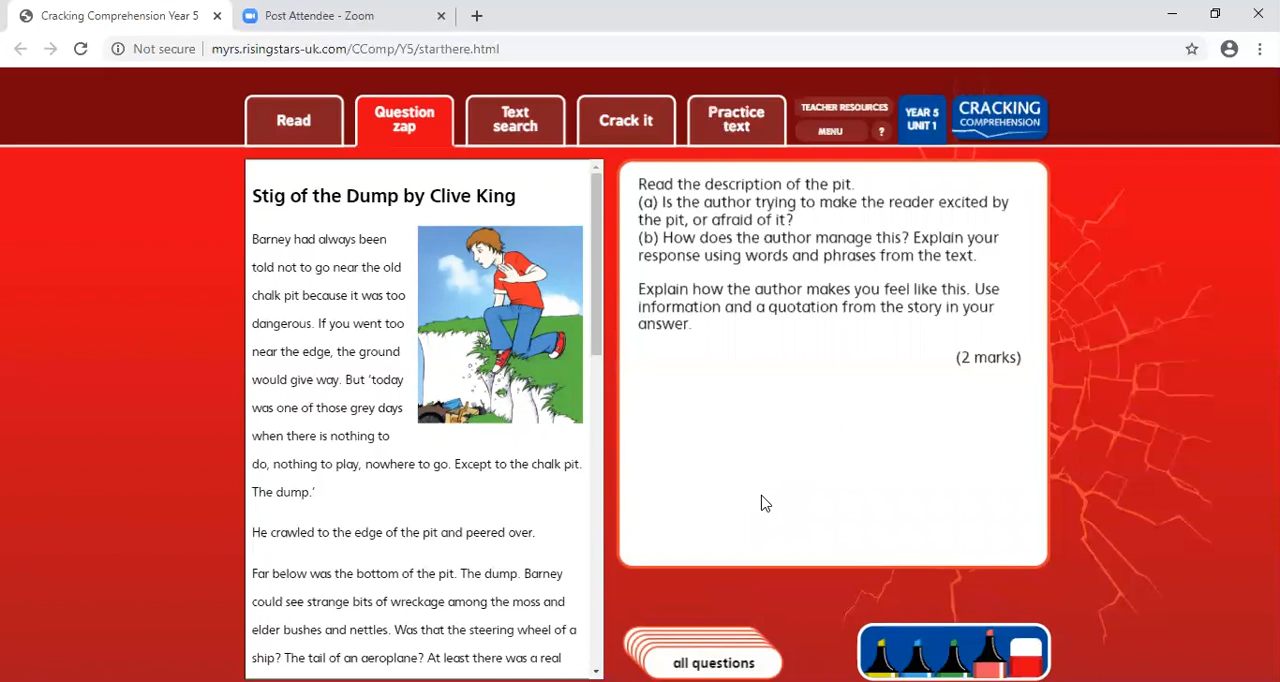 Cracking Comprehension Year 5
Post Attendee - Zoom
Not secure
myrs.risingstars-uk.com/CComp/Y5/starthere.html
Read
Question
zap
Text
search
Crack it
Practice
text
TEACHER RESOURCES
MENU
?
YEAR 5
UNIT 1
CRACKING
COMPREHENSION
Stig of the Dump by Clive King
Barney had always been
told not to go near the old
chalk pit because it was too
dangerous. If you went too
near the edge, the ground
would give way. But ‘today
was one of those grey days
when there is nothing to
do, nothing to play, nowhere to go. Except to the chalk pit.
The dump.’
He crawled to the edge of the pit and peered over.
Far below was the bottom of the pit. The dump. Barney
could see strange bits of wreckage among the moss and
elder bushes and nettles. Was that the steering wheel of a
ship? The tail of an aeroplane? At least there was a real
Read the description of the pit.
(a) Is the author trying to make the reader excited by
the pit, or afraid of it?
(b) How does the author manage this? Explain your
response using words and phrases from the text.
Explain how the author makes you feel like this. Use
information and a quotation from the story in your
answer.
(2 marks)
all questions